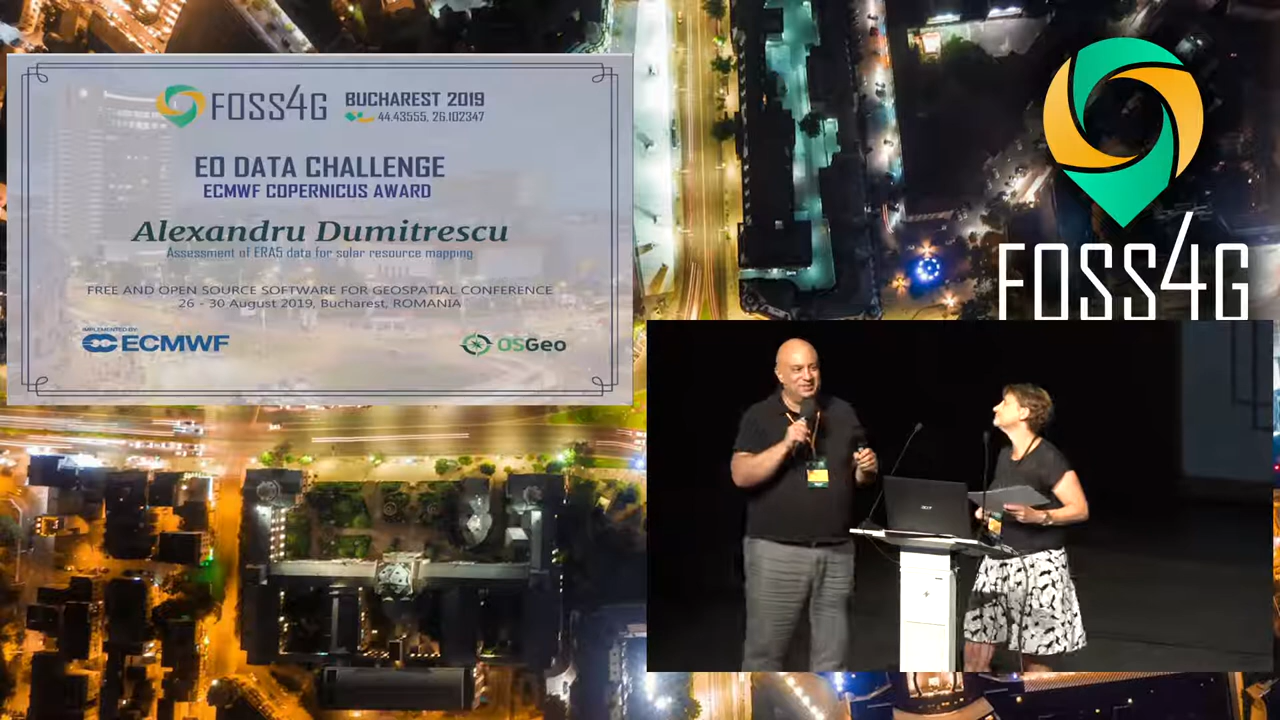 FOSS4G
BUCHAREST 2019
44.43555, 26.102347
EO DATA CHALLENGE
ECMWF COPERNICUS AWARD
Alexandru Dumitrescu
Assessment of ERA5 data for solar resource mapping
FREE AND OPEN SOURCE SOFTWARE FOR GEOSPATIAL CONFERENCE
26 - 30 August 2019, Bucharest, ROMANIA
IMPLEMENTED BY
ECMWF
OSGeo
FOSS4G
acer